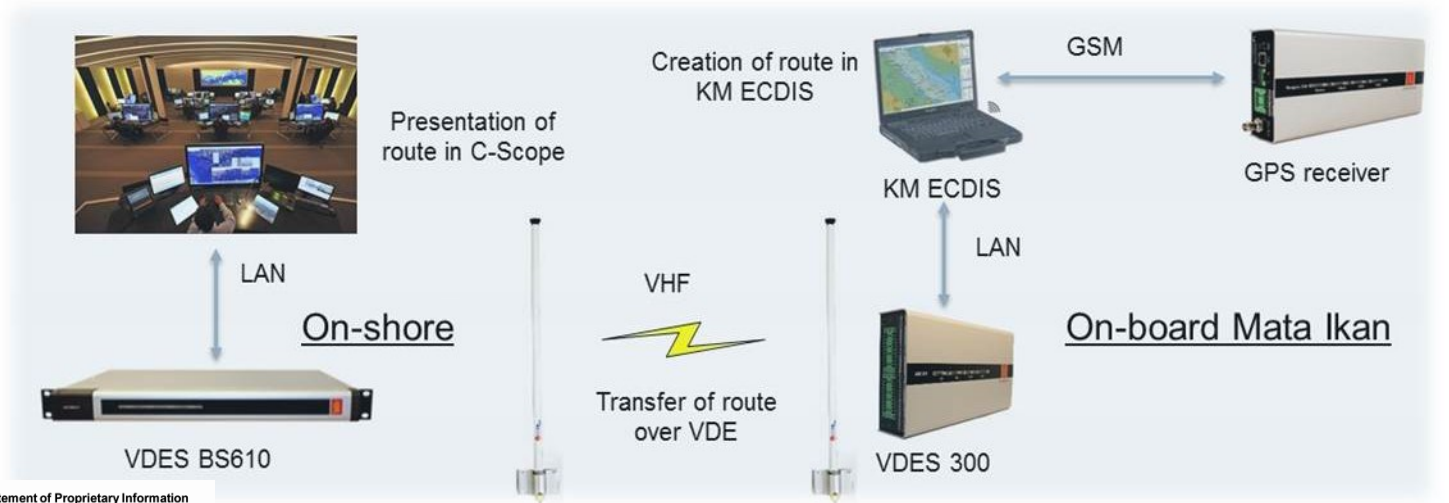 Presentation of
route in C-Scope
LAN
On-shore
VDES BS610
VHF
Transfer of route
over VDE
Creation of route in
KM ECDIS
GSM
KM ECDIS
GPS receiver
LAN
On-board Mata Ikan
VDES 300
tement of Proprietary Information